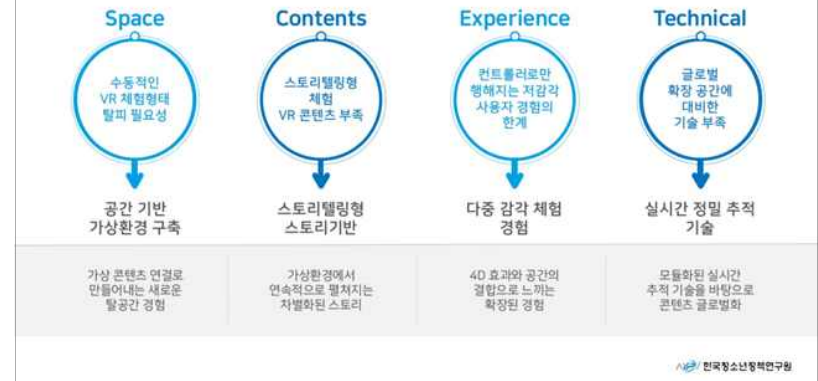 Space
Contents
Experience
Technical
수동적인
VR 체험형태
탈피 필요성
스토리텔링형
체험
VR 콘텐츠 부족
컨트롤러로만
행해지는 저감각
사용자 경험의
한계
글로벌
확장 공간에
대비한
기술 부족
공간 기반
가상환경 구축
스토리텔링형
스토리기반
다중 감각 체험
경험
실시간 정밀 추적
기술
가상 콘텐츠 연결로
만들어내는 새로운
탈공간 경험
가상환경에서
연속적으로 펼쳐지는
차별화된 스토리
4D 효과와 공간의
결합으로 느끼는
확장된 경험
모듈화된 실시간
추적 기술을 바탕으로
콘텐츠 글로벌화
한국청소년정책연구원